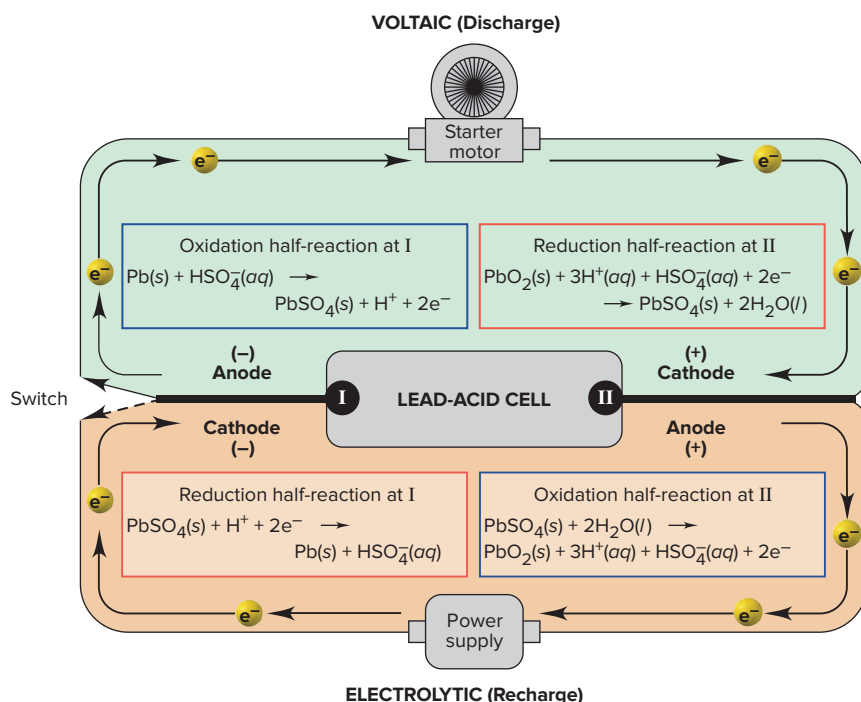 VOLTAIC (Discharge)
Starter
motor
e⁻
e⁻
e⁻
e⁻
Oxidation half-reaction at I
Pb(s) + HSO₄⁻(aq) →
PbSO₄(s) + H⁺ + 2e⁻
Reduction half-reaction at II
PbO₂(s) + 3H⁺(aq) + HSO₄⁻(aq) + 2e⁻
→ PbSO₄(s) + 2H₂O(l)
(–)
Anode
(+)
Cathode
Switch
I
LEAD-ACID CELL
II
Cathode
(–)
Anode
(+)
Reduction half-reaction at I
PbSO₄(s) + H⁺ + 2e⁻ →
Pb(s) + HSO₄⁻(aq)
Oxidation half-reaction at II
PbSO₄(s) + 2H₂O(l) →
PbO₂(s) + 3H⁺(aq) + HSO₄⁻(aq) + 2e⁻
e⁻
e⁻
e⁻
e⁻
Power
supply
ELECTROLYTIC (Recharge)